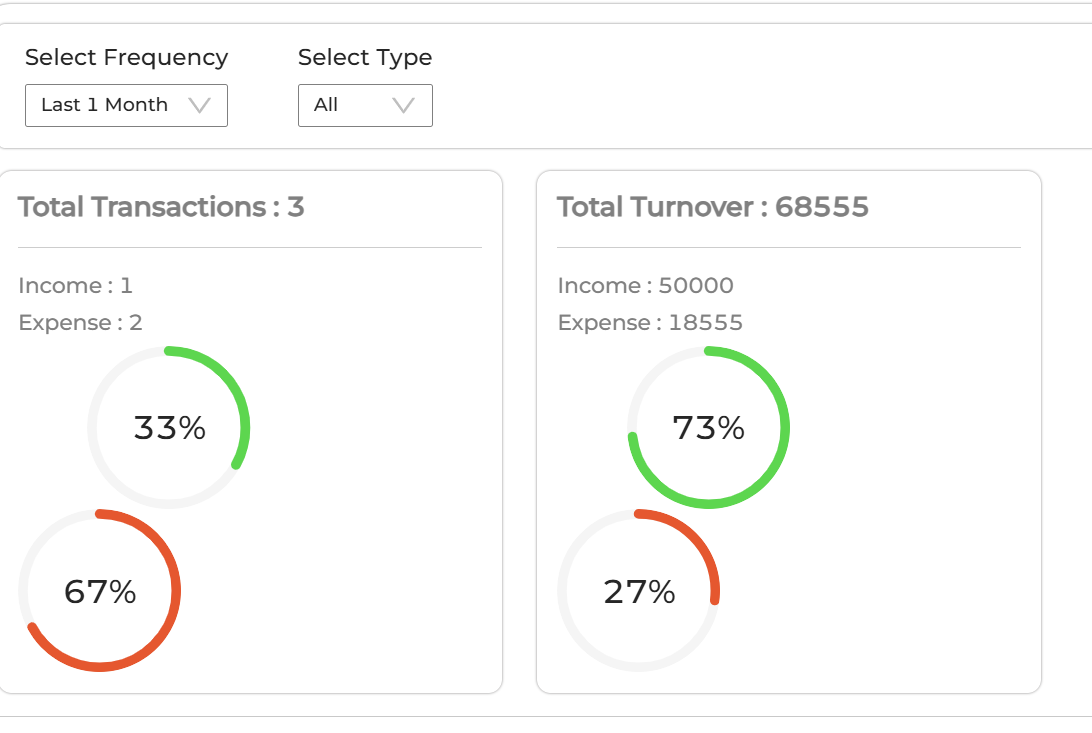 Select Frequency
Select Type
Last 1 Month
All
Total Transactions : 3
Income : 1
Expense : 2
33%
67%
Total Turnover : 68555
Income : 50000
Expense : 18555
73%
27%